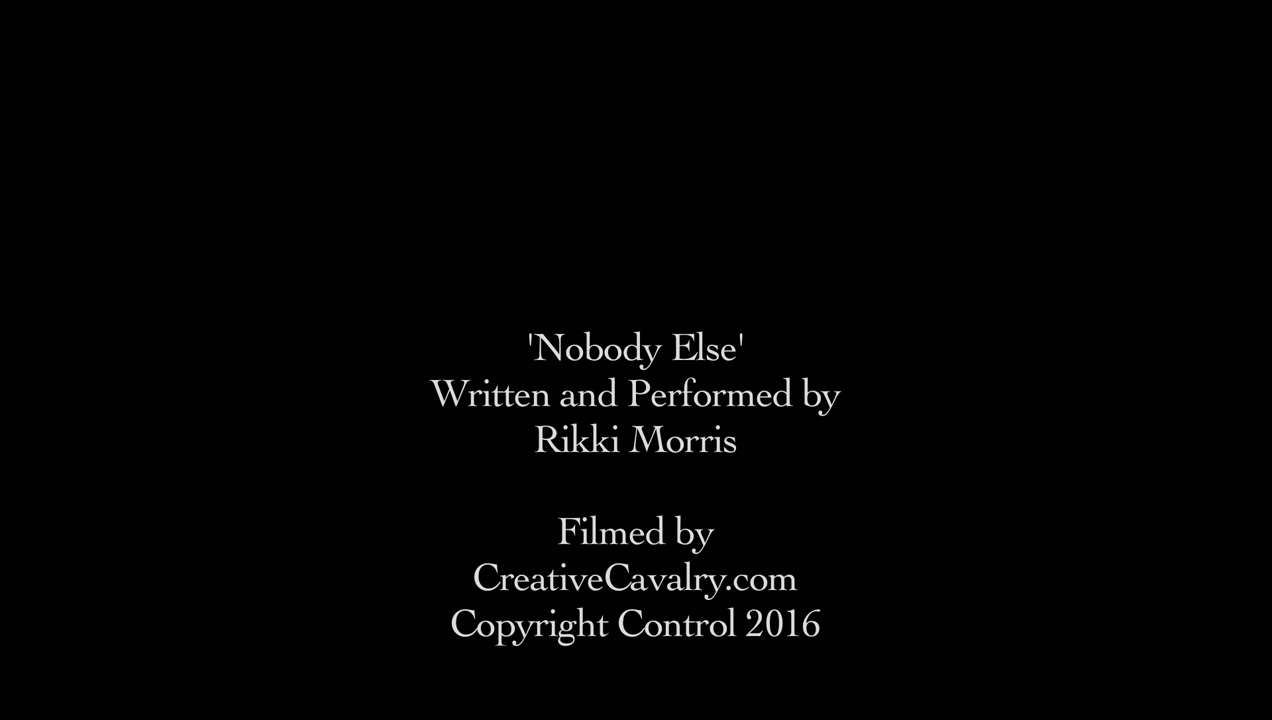 'Nobody Else'
Written and Performed by
Rikki Morris
Filmed by
CreativeCavalry.com
Copyright Control 2016